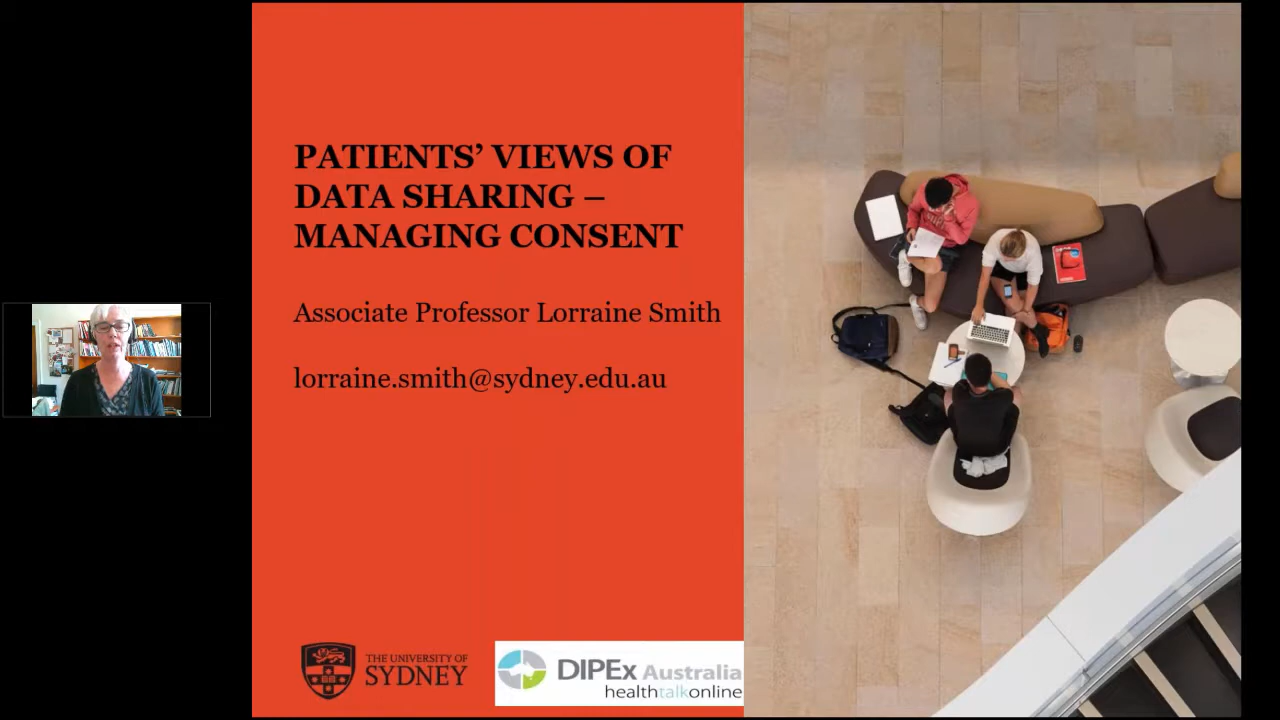 PATIENTS’ VIEWS OF
DATA SHARING –
MANAGING CONSENT
Associate Professor Lorraine Smith
lorraine.smith@sydney.edu.au
THE UNIVERSITY OF
SYDNEY
DIPEx Australia
healthtalkonline